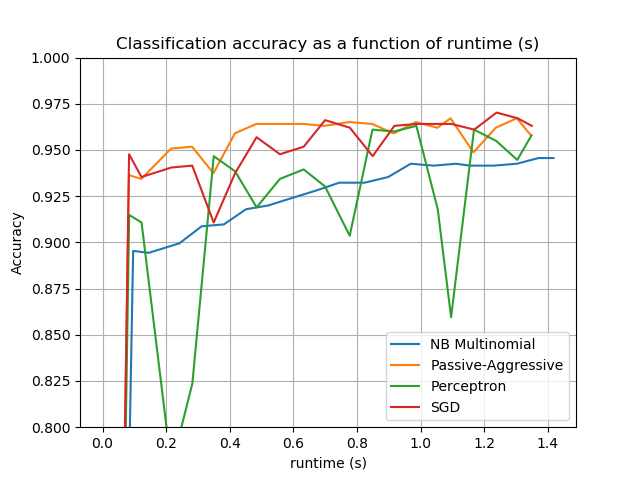 Classification accuracy as a function of runtime (s)
1.000
0.975
0.950
0.925
0.900
0.875
0.850
0.825
0.800
Accuracy
NB Multinomial
Passive-Aggressive
Perceptron
SGD
0.0 0.2 0.4 0.6 0.8 1.0 1.2 1.4
runtime (s)